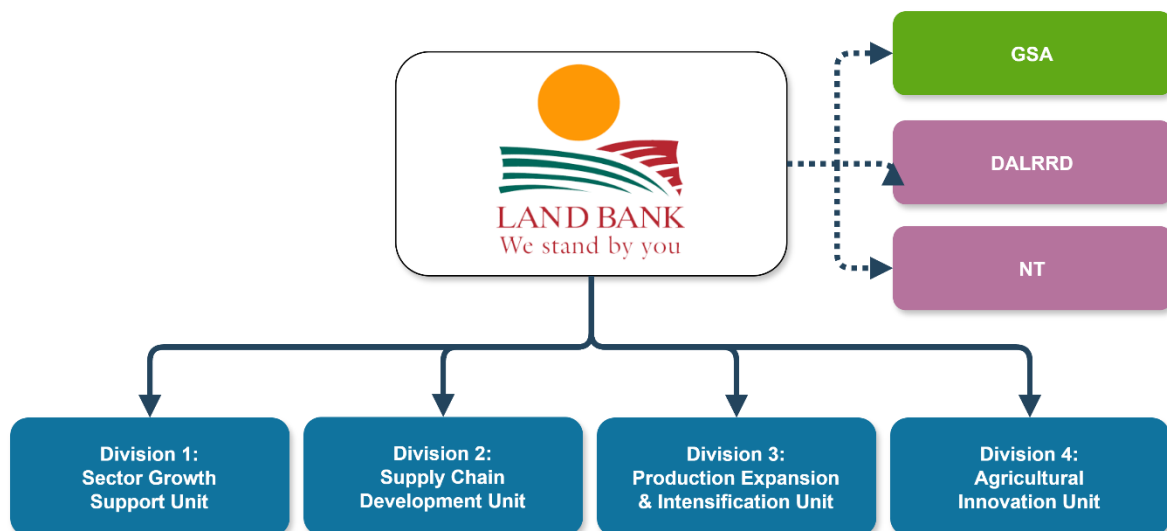 GSA
DALRRD
NT
LAND BANK
We stand by you
Division 1:
Sector Growth
Support Unit
Division 2:
Supply Chain
Development Unit
Division 3:
Production Expansion
& Intensification Unit
Division 4:
Agricultural
Innovation Unit